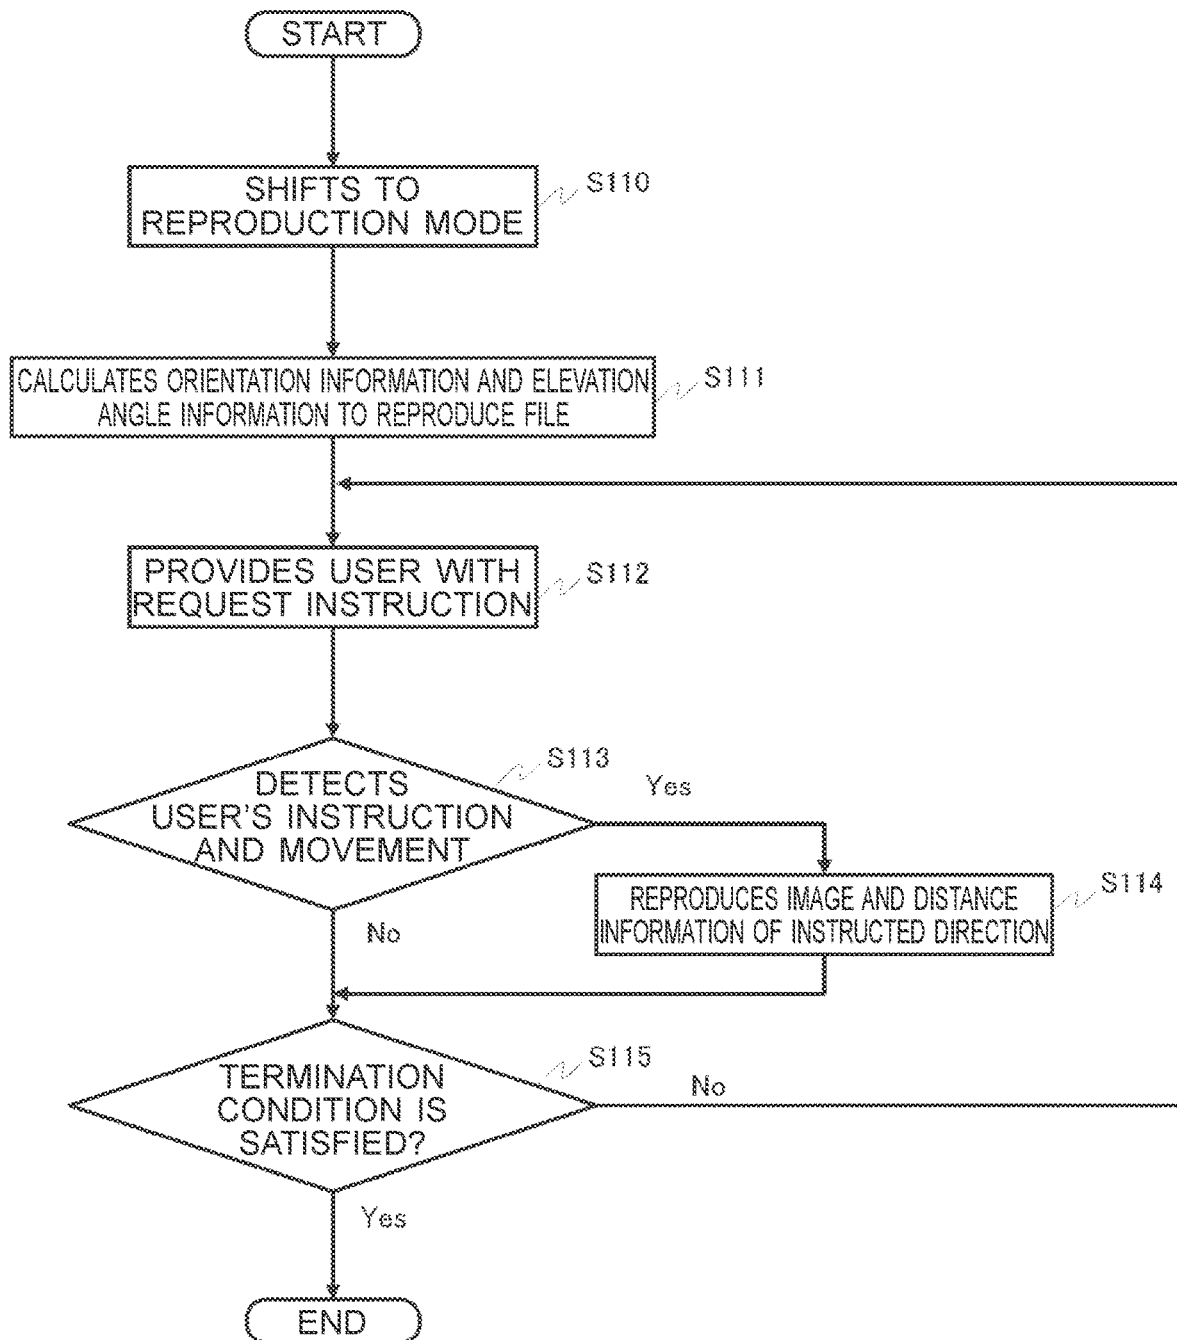 START
SHIFTS TO
REPRODUCTION MODE
S110
CALCULATES ORIENTATION INFORMATION AND ELEVATION
ANGLE INFORMATION TO REPRODUCE FILE
S111
PROVIDES USER WITH
REQUEST INSTRUCTION
S112
DETECTS
USER'S INSTRUCTION
AND MOVEMENT
S113
Yes
No
REPRODUCES IMAGE AND DISTANCE
INFORMATION OF INSTRUCTED DIRECTION
S114
TERMINATION
CONDITION IS
SATISFIED?
S115
No
Yes
END